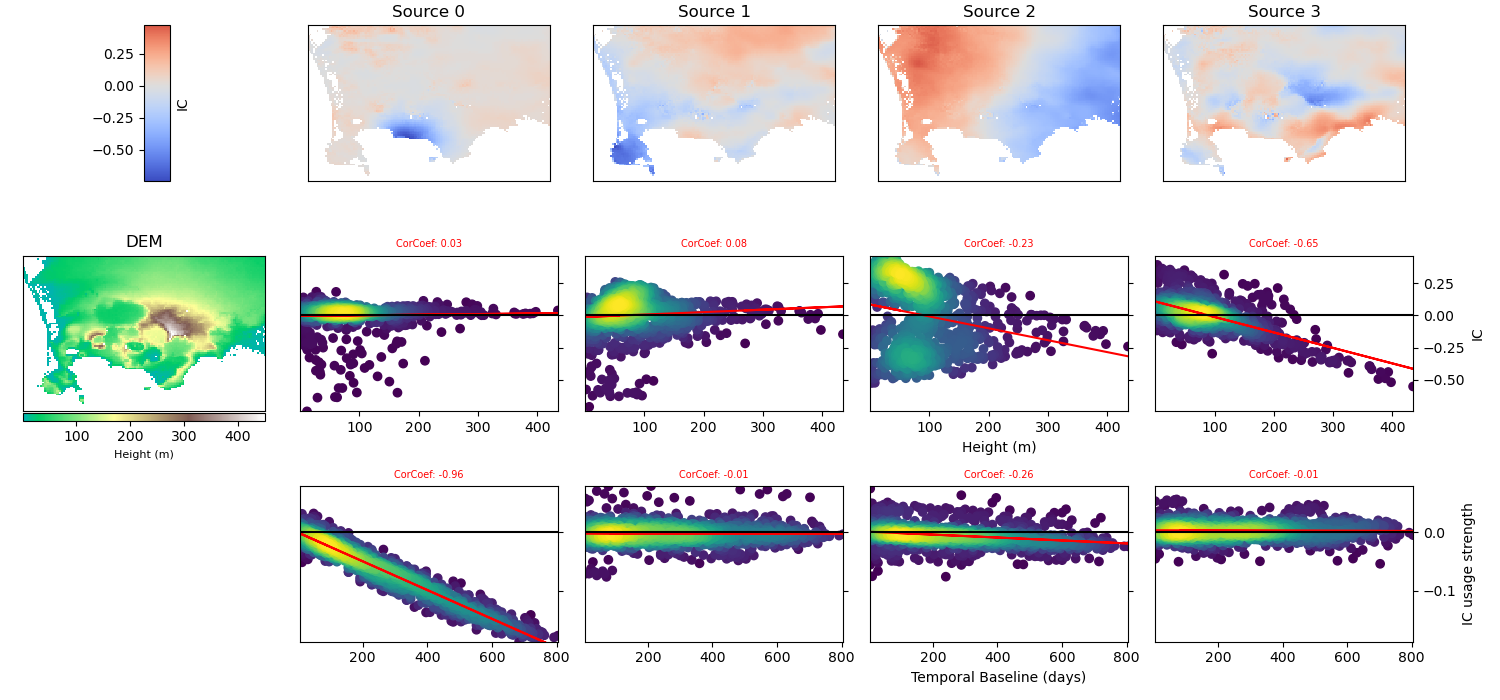 Source 0
Source 1
Source 2
Source 3
0.25
0.00
−0.25
−0.50
IC
DEM
100 200 300 400
Height (m)
CorCoef: 0.03
CorCoef: 0.08
CorCoef: -0.23
CorCoef: -0.65
100 200 300 400
100 200 300 400
100 200 300 400
100 200 300 400
Height (m)
0.25
0.00
−0.25
−0.50
IC
CorCoef: -0.96
CorCoef: -0.01
CorCoef: -0.26
CorCoef: -0.01
200 400 600 800
200 400 600 800
200 400 600 800
200 400 600 800
Temporal Baseline (days)
0.0
−0.1
IC usage strength